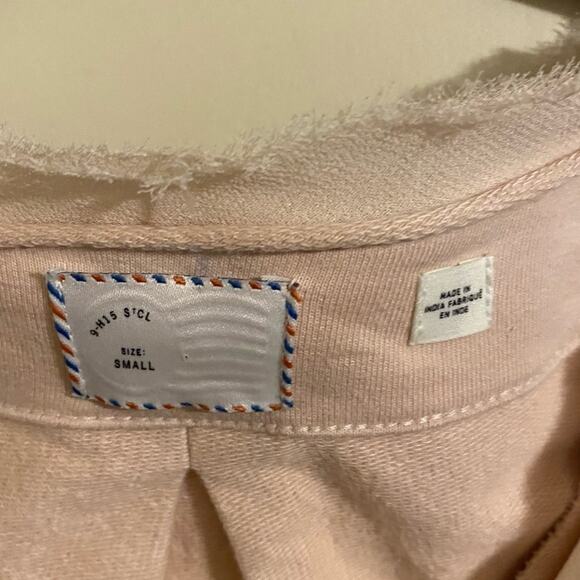 9-H15 STCL
SIZE:
SMALL
MADE IN
INDIA FABRIQUÉ
EN INDE